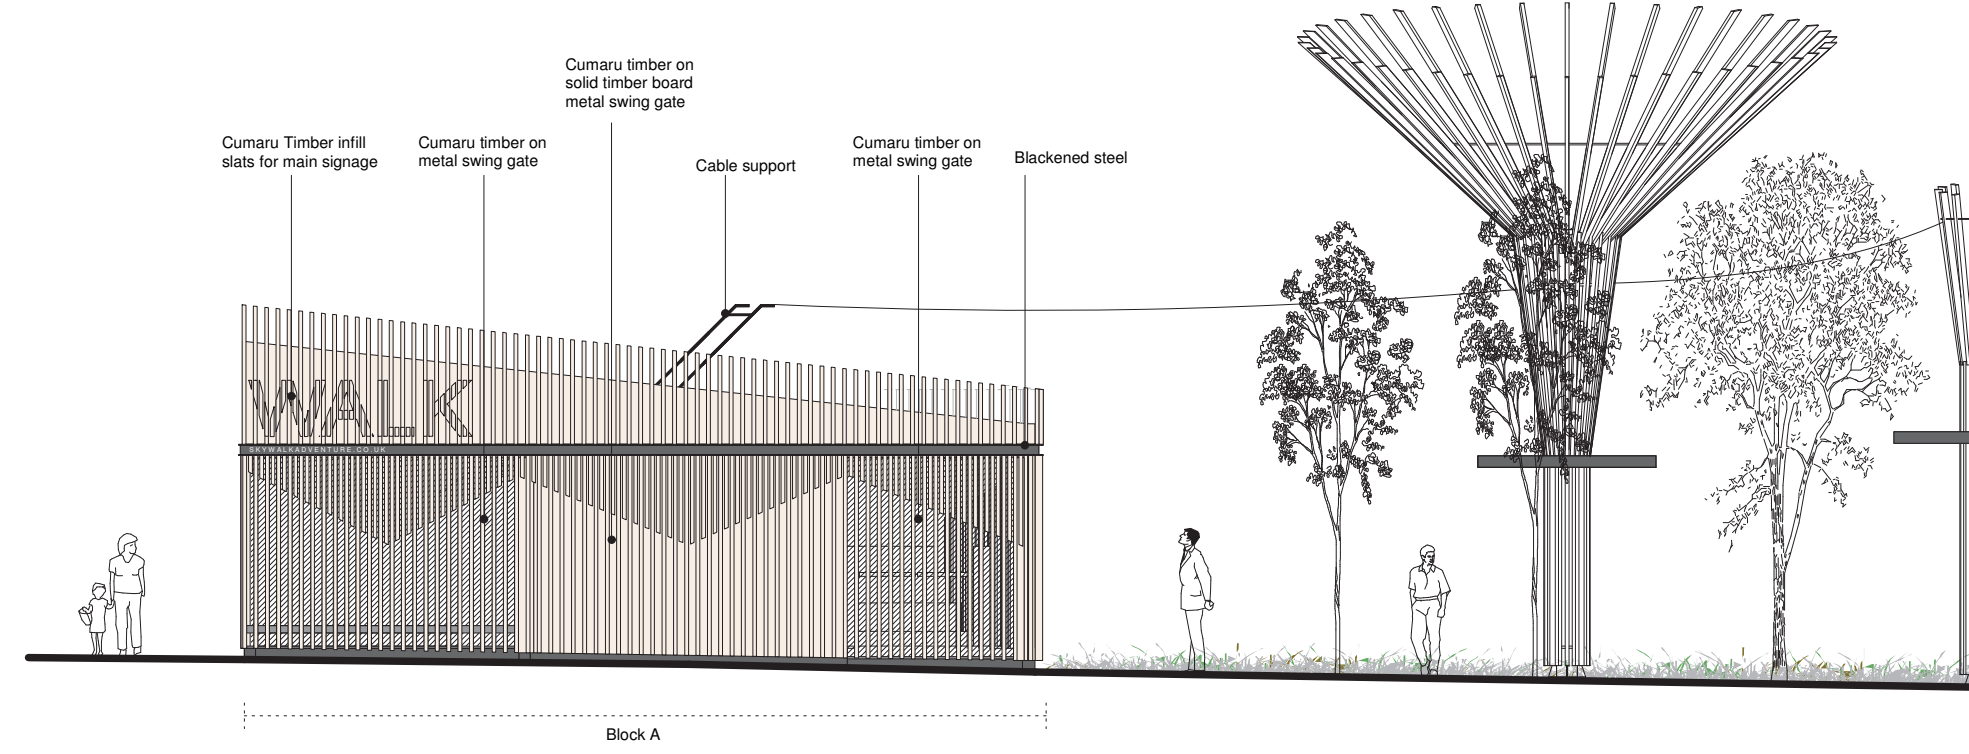 Cumaru timber on
solid timber board
metal swing gate
Cumaru Timber infill
slats for main signage
Cumaru timber on
metal swing gate
Cable support
Cumaru timber on
metal swing gate
Blackened steel
WALK
SKYWALKADVENTURE.CO.UK
Block A